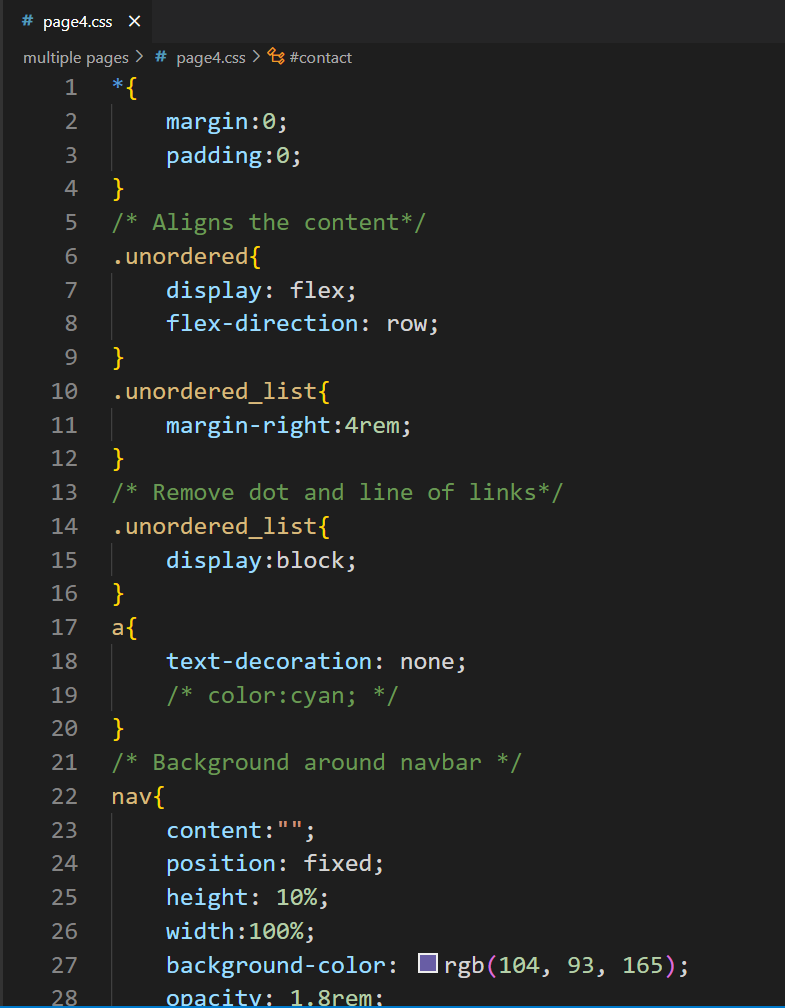 # page4.css ×
multiple pages > # page4.css > #contact
1 *{
2     margin:0;
3     padding:0;
4 }
5 /* Aligns the content*/
6 .unordered{
7     display: flex;
8     flex-direction: row;
9 }
10 .unordered_list{
11     margin-right:4rem;
12 }
13 /* Remove dot and line of links*/
14 .unordered_list{
15     display:block;
16 }
17 a{
18     text-decoration: none;
19     /* color:cyan; */
20 }
21 /* Background around navbar */
22 nav{
23     content:"";
24     position: fixed;
25     height: 10%;
26     width:100%;
27     background-color: rgb(104, 93, 165);
28     opacity: 1.8rem;